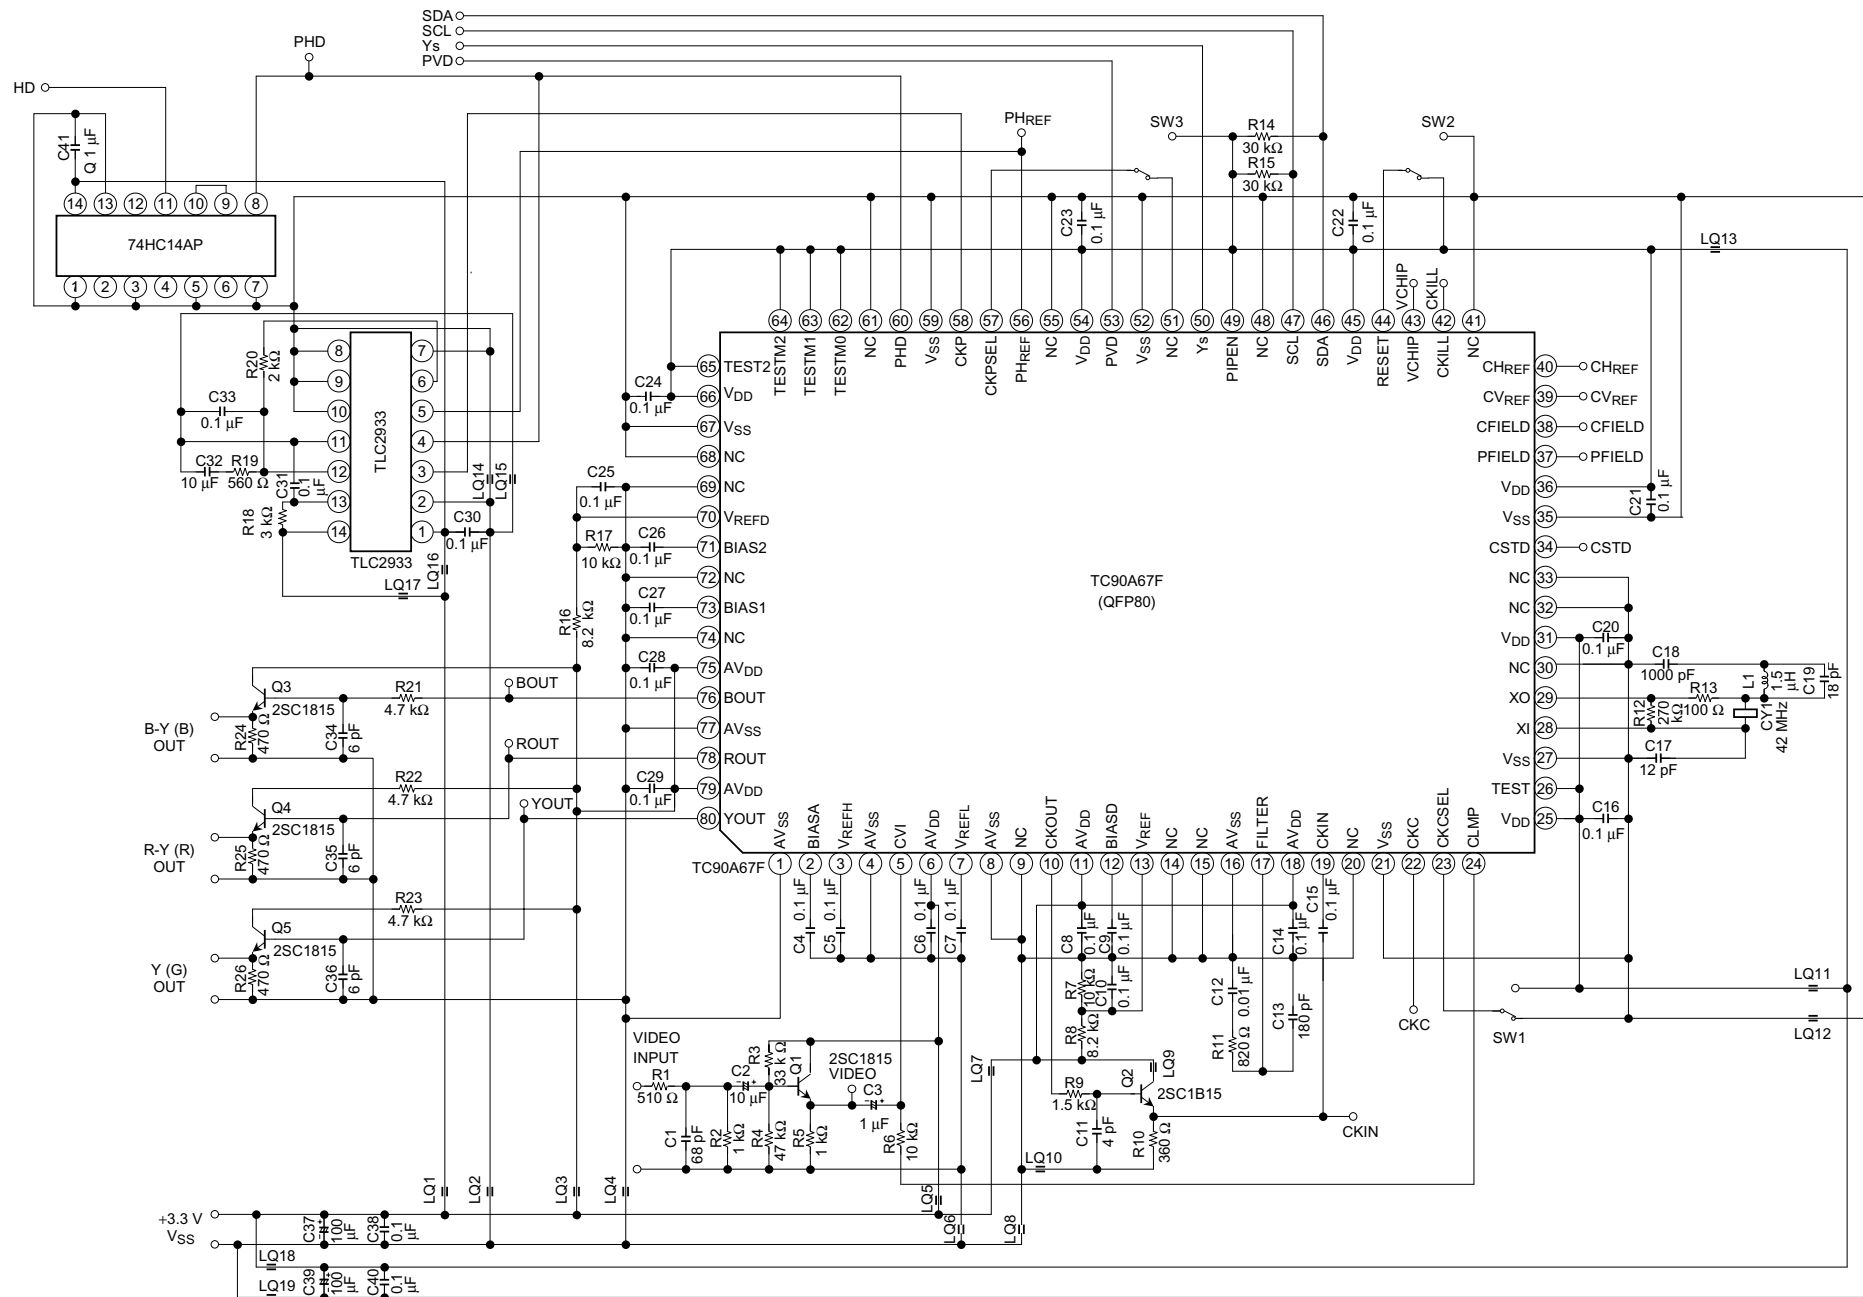 SDA
SCL
Ys
PVD
PHD
HD
C41
Q 1 µF
14 13 12 11 10 9 8
74HC14AP
1 2 3 4 5 6 7
PHREF
SW3
R14
30 kΩ
R15
30 kΩ
SW2
C23
0.1 µF
C22
0.1 µF
LQ13
VCHIP
CKILL
64 63 62 61 60 59 58 57 56 55 54 53 52 51 50 49 48 47 46 45 44 43 42 41
TESTM2
TESTM1
TESTM0
NC
PHD
VSS
CKP
CKPSEL
PHREF
NC
VDD
PVD
VSS
NC
Ys
PIPEN
NC
SCL
SDA
VDD
RESET
VCHIP
CKILL
NC
R20
2 kΩ
C33
0.1 µF
C32
10 µF
R19
560 Ω
C31
0.1
µF
R18
3 kΩ
8 7
9 6
10 5
11 4
12 3
13 2
14 1
TLC2933
TLC2933
LQ14
LQ15
C30
0.1 µF
LQ16
LQ17
C24
0.1 µF
C25
0.1 µF
R17
10 kΩ
C26
0.1 µF
C27
0.1 µF
R16
8.2 kΩ
C28
0.1 µF
C29
0.1 µF
65 TEST2
66 VDD
67 VSS
68 NC
69 NC
70 VREFD
71 BIAS2
72 NC
73 BIAS1
74 NC
75 AVDD
76 BOUT
77 AVSS
78 ROUT
79 AVDD
80 YOUT
TC90A67F
(QFP80)
TC90A67F
CHREF 40 CHREF
CVREF 39 CVREF
CFIELD 38 CFIELD
PFIELD 37 PFIELD
VDD 36
VSS 35
CSTD 34 CSTD
NC 33
NC 32
VDD 31
NC 30
XO 29
XI 28
VSS 27
TEST 26
VDD 25
C21
0.1 µF
C20
0.1 µF
C18
1000 pF
L1
1.5
µH
C19
18 pF
R13
100 Ω
R12
270
kΩ
CY1
42 MHz
C17
12 pF
C16
0.1 µF
Q3
2SC1815
R21
4.7 kΩ
BOUT
B-Y (B)
OUT
R24
470 Ω
C34
6 pF
ROUT
R22
4.7 kΩ
Q4
2SC1815
YOUT
R-Y (R)
OUT
R25
470 Ω
C35
6 pF
R23
4.7 kΩ
Q5
2SC1815
Y (G)
OUT
R26
470 Ω
C36
6 pF
AVSS
BIASA
VREFH
AVSS
CVI
AVDD
VREFL
AVSS
NC
CKOUT
AVDD
BIASD
VREF
NC
NC
AVSS
FILTER
AVDD
CKIN
NC
VSS
CKC
CKCSEL
CLMP
1 2 3 4 5 6 7 8 9 10 11 12 13 14 15 16 17 18 19 20 21 22 23 24
C4
0.1 µF
C5
0.1 µF
C6
0.1 µF
C7
0.1 µF
C8
0.1 µF
C9
0.1 µF
C14
0.1 µF
C15
0.1 µF
R7
10 kΩ
C10
0.1 µF
R8
8.2 kΩ
C12
0.01 µF
R11
820 Ω
C13
180 pF
CKC
SW1
LQ11
LQ12
VIDEO
INPUT
R1
510 Ω
C2
10 µF
R3
33 k Ω
Q1
2SC1815
VIDEO
C3
1 µF
C1
68 pF
R2
1 kΩ
R4
47 kΩ
R5
1 kΩ
R6
10 kΩ
LQ7
R9
1.5 kΩ
Q2
LQ9
2SC1B15
C11
4 pF
R10
360 Ω
CKIN
LQ10
LQ1
LQ2
LQ3
LQ4
LQ5
LQ6
LQ8
+3.3 V
VSS
C37
100
µF
C38
0.1
µF
LQ18
LQ19
C39
100
µF
C40
0.1
µF